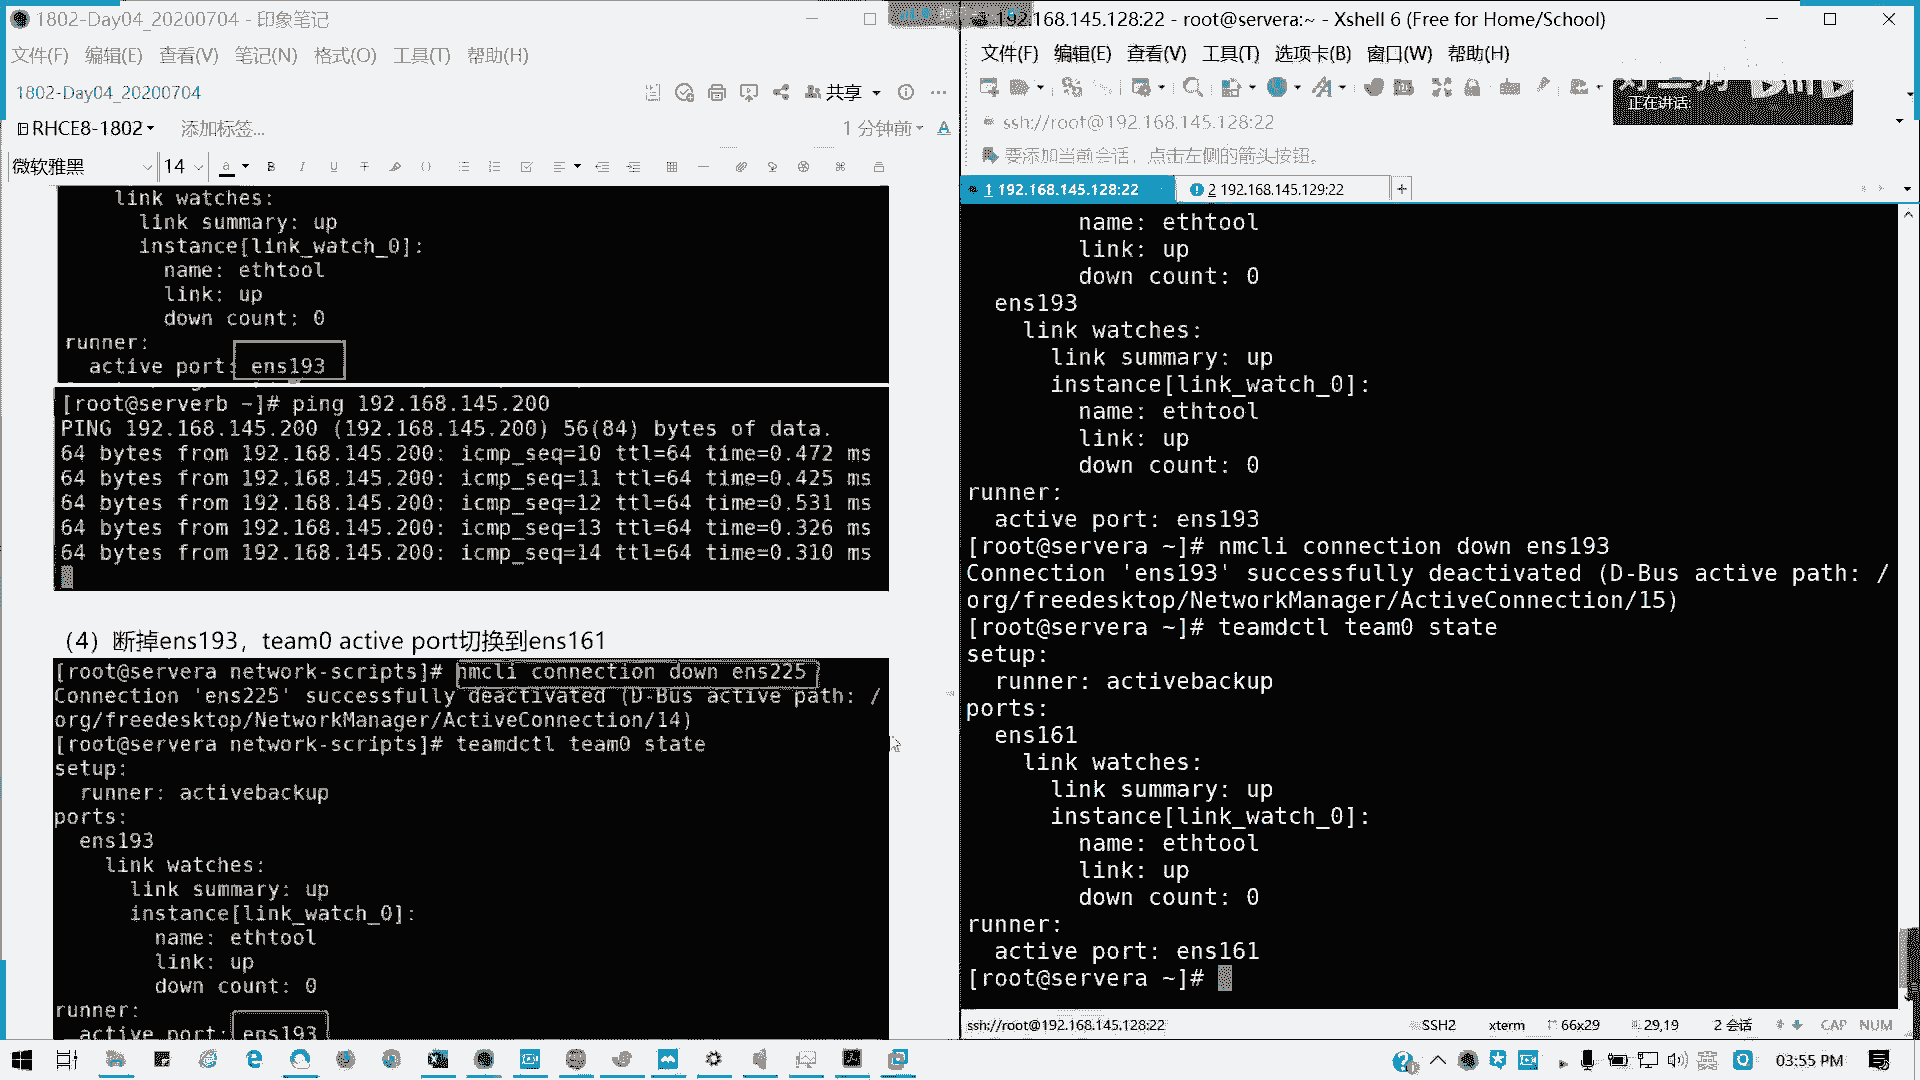 1802-Day04_20200704 - 印象笔记
文件(F) 编辑(E) 查看(V) 笔记(N) 格式(O) 工具(T) 帮助(H)
1802-Day04_20200704
共享
RHCE8-1802
添加标签...
1 分钟前
微软雅黑 14
link watches:
link summary: up
instance[link_watch_0]:
name: ethtool
link: up
down count: 0
runner:
active port: ens193
[root@serverb ~]# ping 192.168.145.200
PING 192.168.145.200 (192.168.145.200) 56(84) bytes of data.
64 bytes from 192.168.145.200: icmp_seq=10 ttl=64 time=0.472 ms
64 bytes from 192.168.145.200: icmp_seq=11 ttl=64 time=0.425 ms
64 bytes from 192.168.145.200: icmp_seq=12 ttl=64 time=0.531 ms
64 bytes from 192.168.145.200: icmp_seq=13 ttl=64 time=0.326 ms
64 bytes from 192.168.145.200: icmp_seq=14 ttl=64 time=0.310 ms
（4）断掉ens193，team0 active port切换到ens161
[root@servera network-scripts]# nmcli connection down ens225
Connection 'ens225' successfully deactivated (D-Bus active path: /
org/freedesktop/NetworkManager/ActiveConnection/14)
[root@servera network-scripts]# teamdctl team0 state
setup:
runner: activebackup
ports:
ens193
link watches:
link summary: up
instance[link_watch_0]:
name: ethtool
link: up
down count: 0
runner:
active port: ens193
192.168.145.128:22 - root@servera:~ - Xshell 6 (Free for Home/School)
文件(F) 编辑(E) 查看(V) 工具(T) 选项卡(B) 窗口(W) 帮助(H)
正在讲话:
ssh://root@192.168.145.128:22
要添加当前会话，点击左侧的箭头按钮。
1 192.168.145.128:22
2 192.168.145.129:22
name: ethtool
link: up
down count: 0
ens193
link watches:
link summary: up
instance[link_watch_0]:
name: ethtool
link: up
down count: 0
runner:
active port: ens193
[root@servera ~]# nmcli connection down ens193
Connection 'ens193' successfully deactivated (D-Bus active path: /
org/freedesktop/NetworkManager/ActiveConnection/15)
[root@servera ~]# teamdctl team0 state
setup:
runner: activebackup
ports:
ens161
link watches:
link summary: up
instance[link_watch_0]:
name: ethtool
link: up
down count: 0
runner:
active port: ens161
[root@servera ~]#
ssh://root@192.168.145.128:22 SSH2 xterm 66x29 29,19 2 会话 CAP NUM
03:55 PM